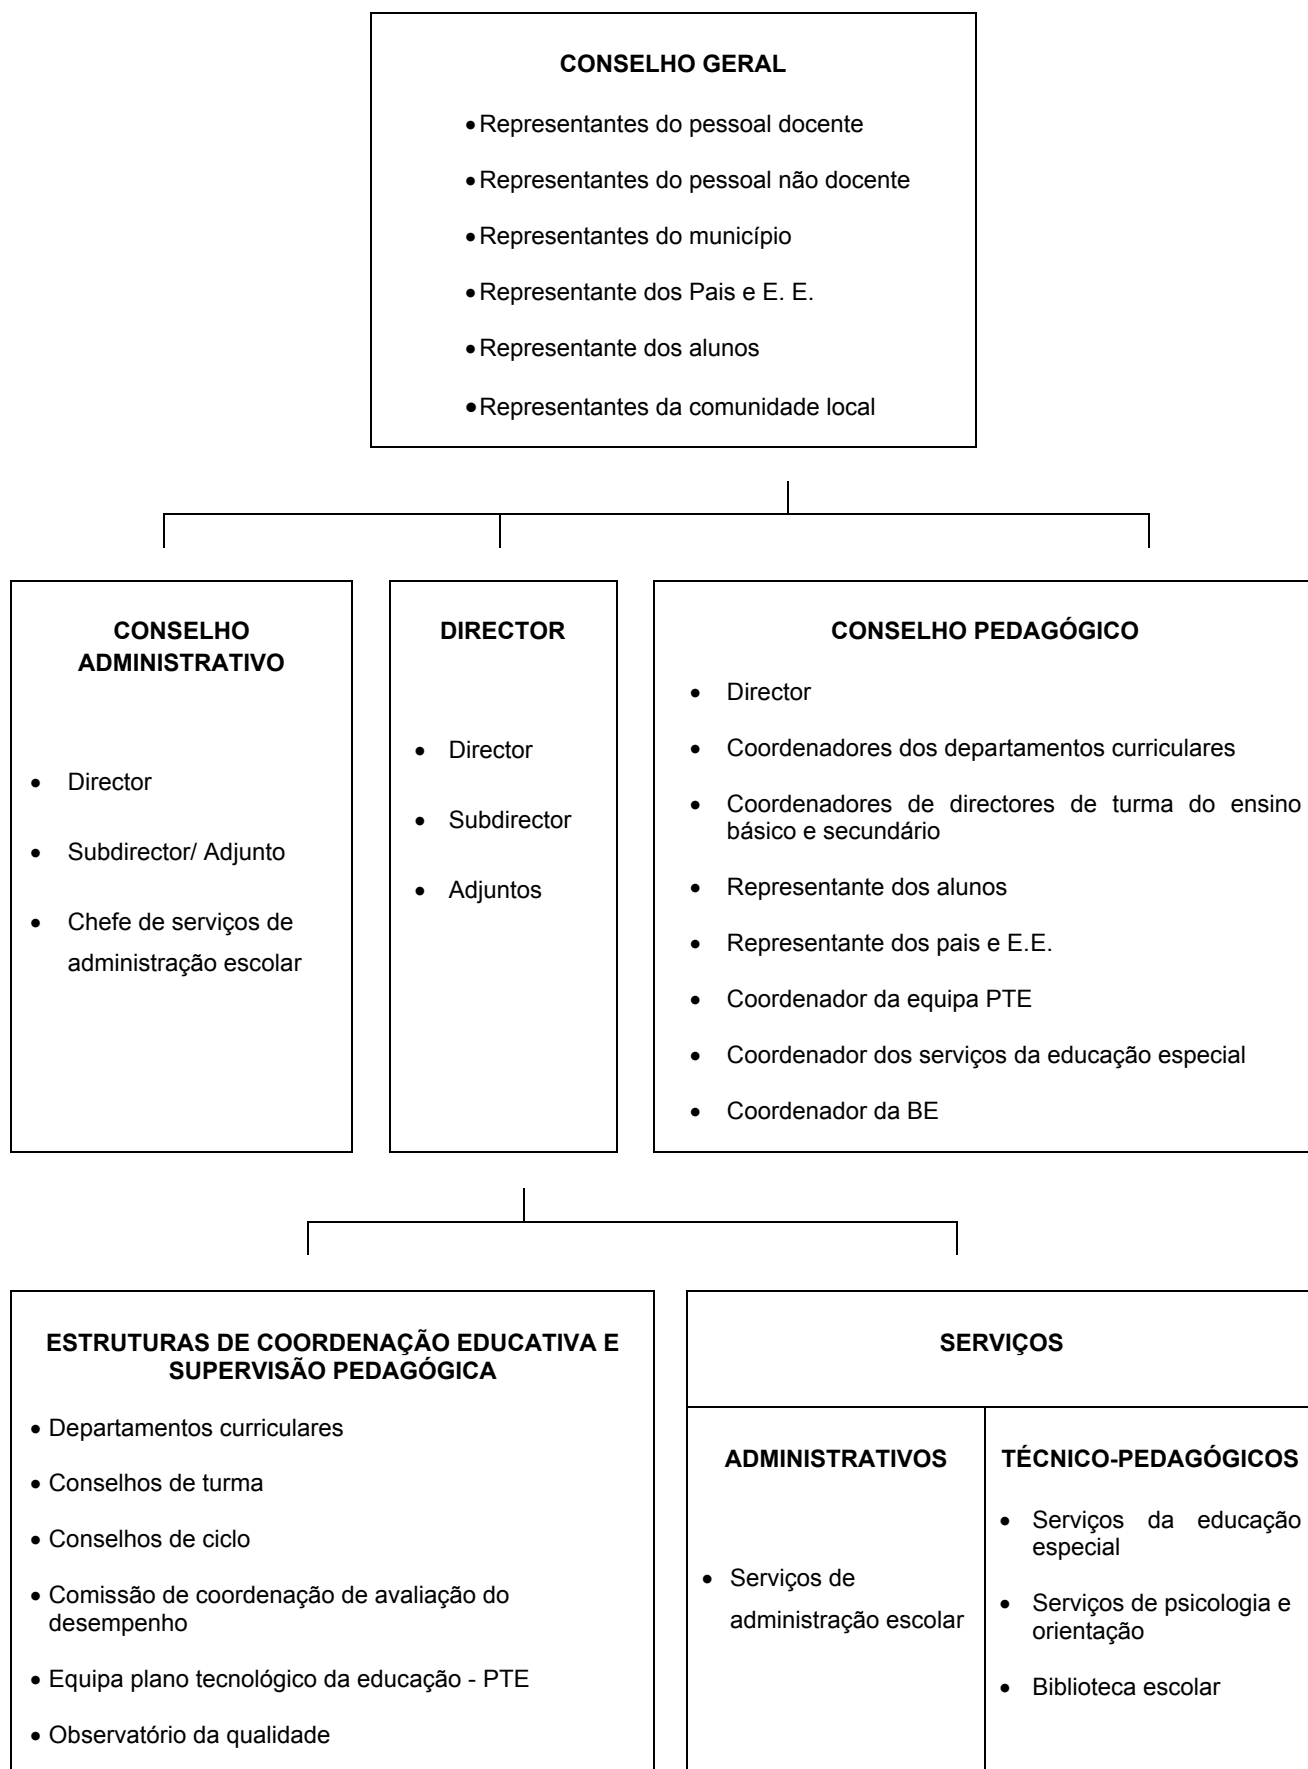 CONSELHO GERAL
•Representantes do pessoal docente
•Representantes do pessoal não docente
•Representantes do município
•Representante dos Pais e E. E.
•Representante dos alunos
•Representantes da comunidade local
CONSELHO
ADMINISTRATIVO
• Director
• Subdirector/ Adjunto
• Chefe de serviços de
administração escolar
DIRECTOR
• Director
• Subdirector
• Adjuntos
CONSELHO PEDAGÓGICO
• Director
• Coordenadores dos departamentos curriculares
• Coordenadores de directores de turma do ensino
básico e secundário
• Representante dos alunos
• Representante dos pais e E.E.
• Coordenador da equipa PTE
• Coordenador dos serviços da educação especial
• Coordenador da BE
ESTRUTURAS DE COORDENAÇÃO EDUCATIVA E
SUPERVISÃO PEDAGÓGICA
• Departamentos curriculares
• Conselhos de turma
• Conselhos de ciclo
• Comissão de coordenação de avaliação do
desempenho
• Equipa plano tecnológico da educação - PTE
• Observatório da qualidade
SERVIÇOS
ADMINISTRATIVOS
• Serviços de
administração escolar
TÉCNICO-PEDAGÓGICOS
• Serviços da educação
especial
• Serviços de psicologia e
orientação
• Biblioteca escolar